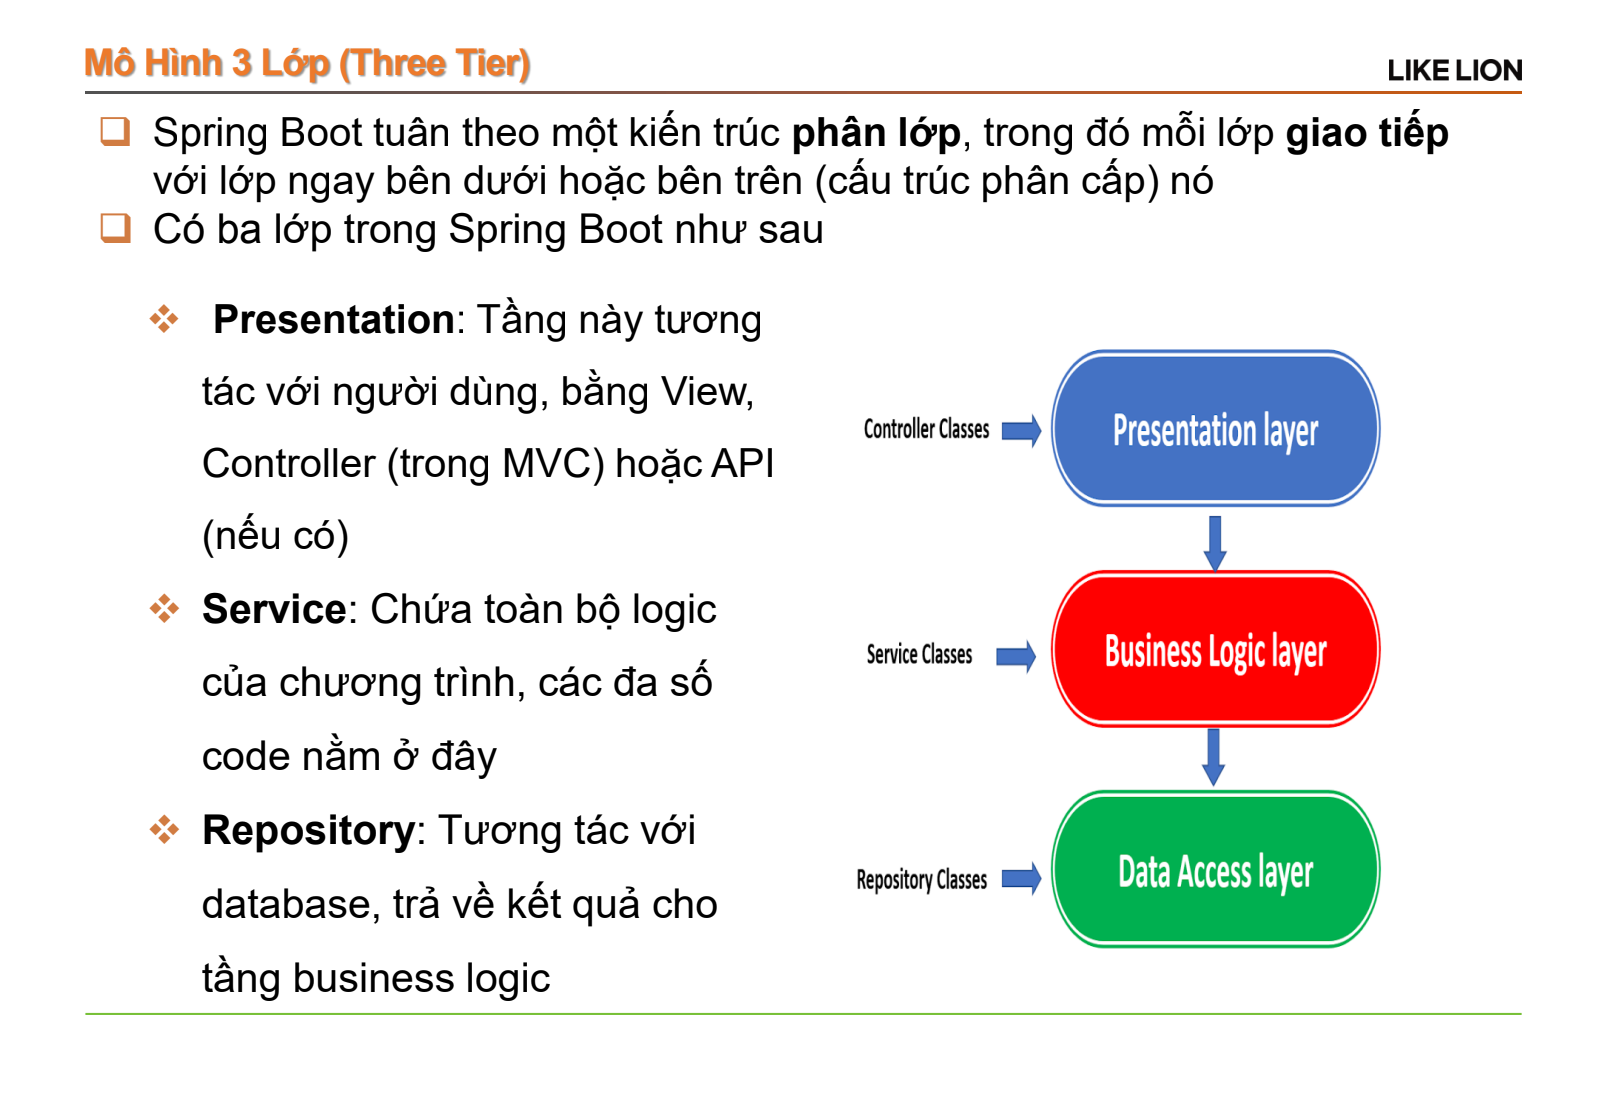 Mô Hình 3 Lớp (Three Tier)
LIKE LION
Spring Boot tuân theo một kiến trúc phân lớp, trong đó mỗi lớp giao tiếp
với lớp ngay bên dưới hoặc bên trên (cấu trúc phân cấp) nó
Có ba lớp trong Spring Boot như sau
Presentation: Tầng này tương
tác với người dùng, bằng View,
Controller (trong MVC) hoặc API
(nếu có)
Service: Chứa toàn bộ logic
của chương trình, các đa số
code nằm ở đây
Repository: Tương tác với
database, trả về kết quả cho
tầng business logic
Controller Classes
Presentation layer
Service Classes
Business Logic layer
Repository Classes
Data Access layer